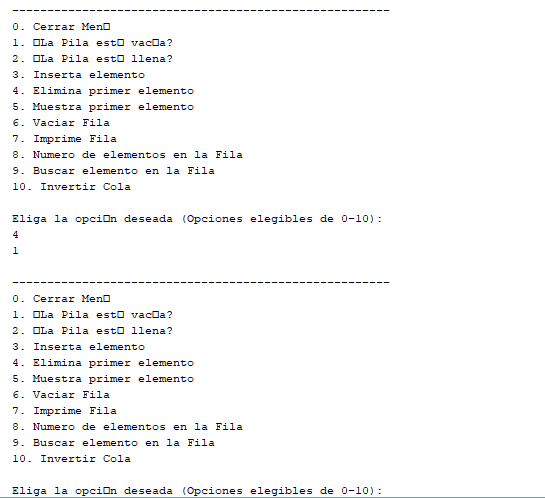 ------------------------------------------------------
0. Cerrar Men□
1. □La Pila est□ vac□a?
2. □La Pila est□ llena?
3. Inserta elemento
4. Elimina primer elemento
5. Muestra primer elemento
6. Vaciar Fila
7. Imprime Fila
8. Numero de elementos en la Fila
9. Buscar elemento en la Fila
10. Invertir Cola
Eliga la opci□n deseada (Opciones elegibles de 0-10):
4
1
------------------------------------------------------
0. Cerrar Men□
1. □La Pila est□ vac□a?
2. □La Pila est□ llena?
3. Inserta elemento
4. Elimina primer elemento
5. Muestra primer elemento
6. Vaciar Fila
7. Imprime Fila
8. Numero de elementos en la Fila
9. Buscar elemento en la Fila
10. Invertir Cola
Eliga la opci□n deseada (Opciones elegibles de 0-10):